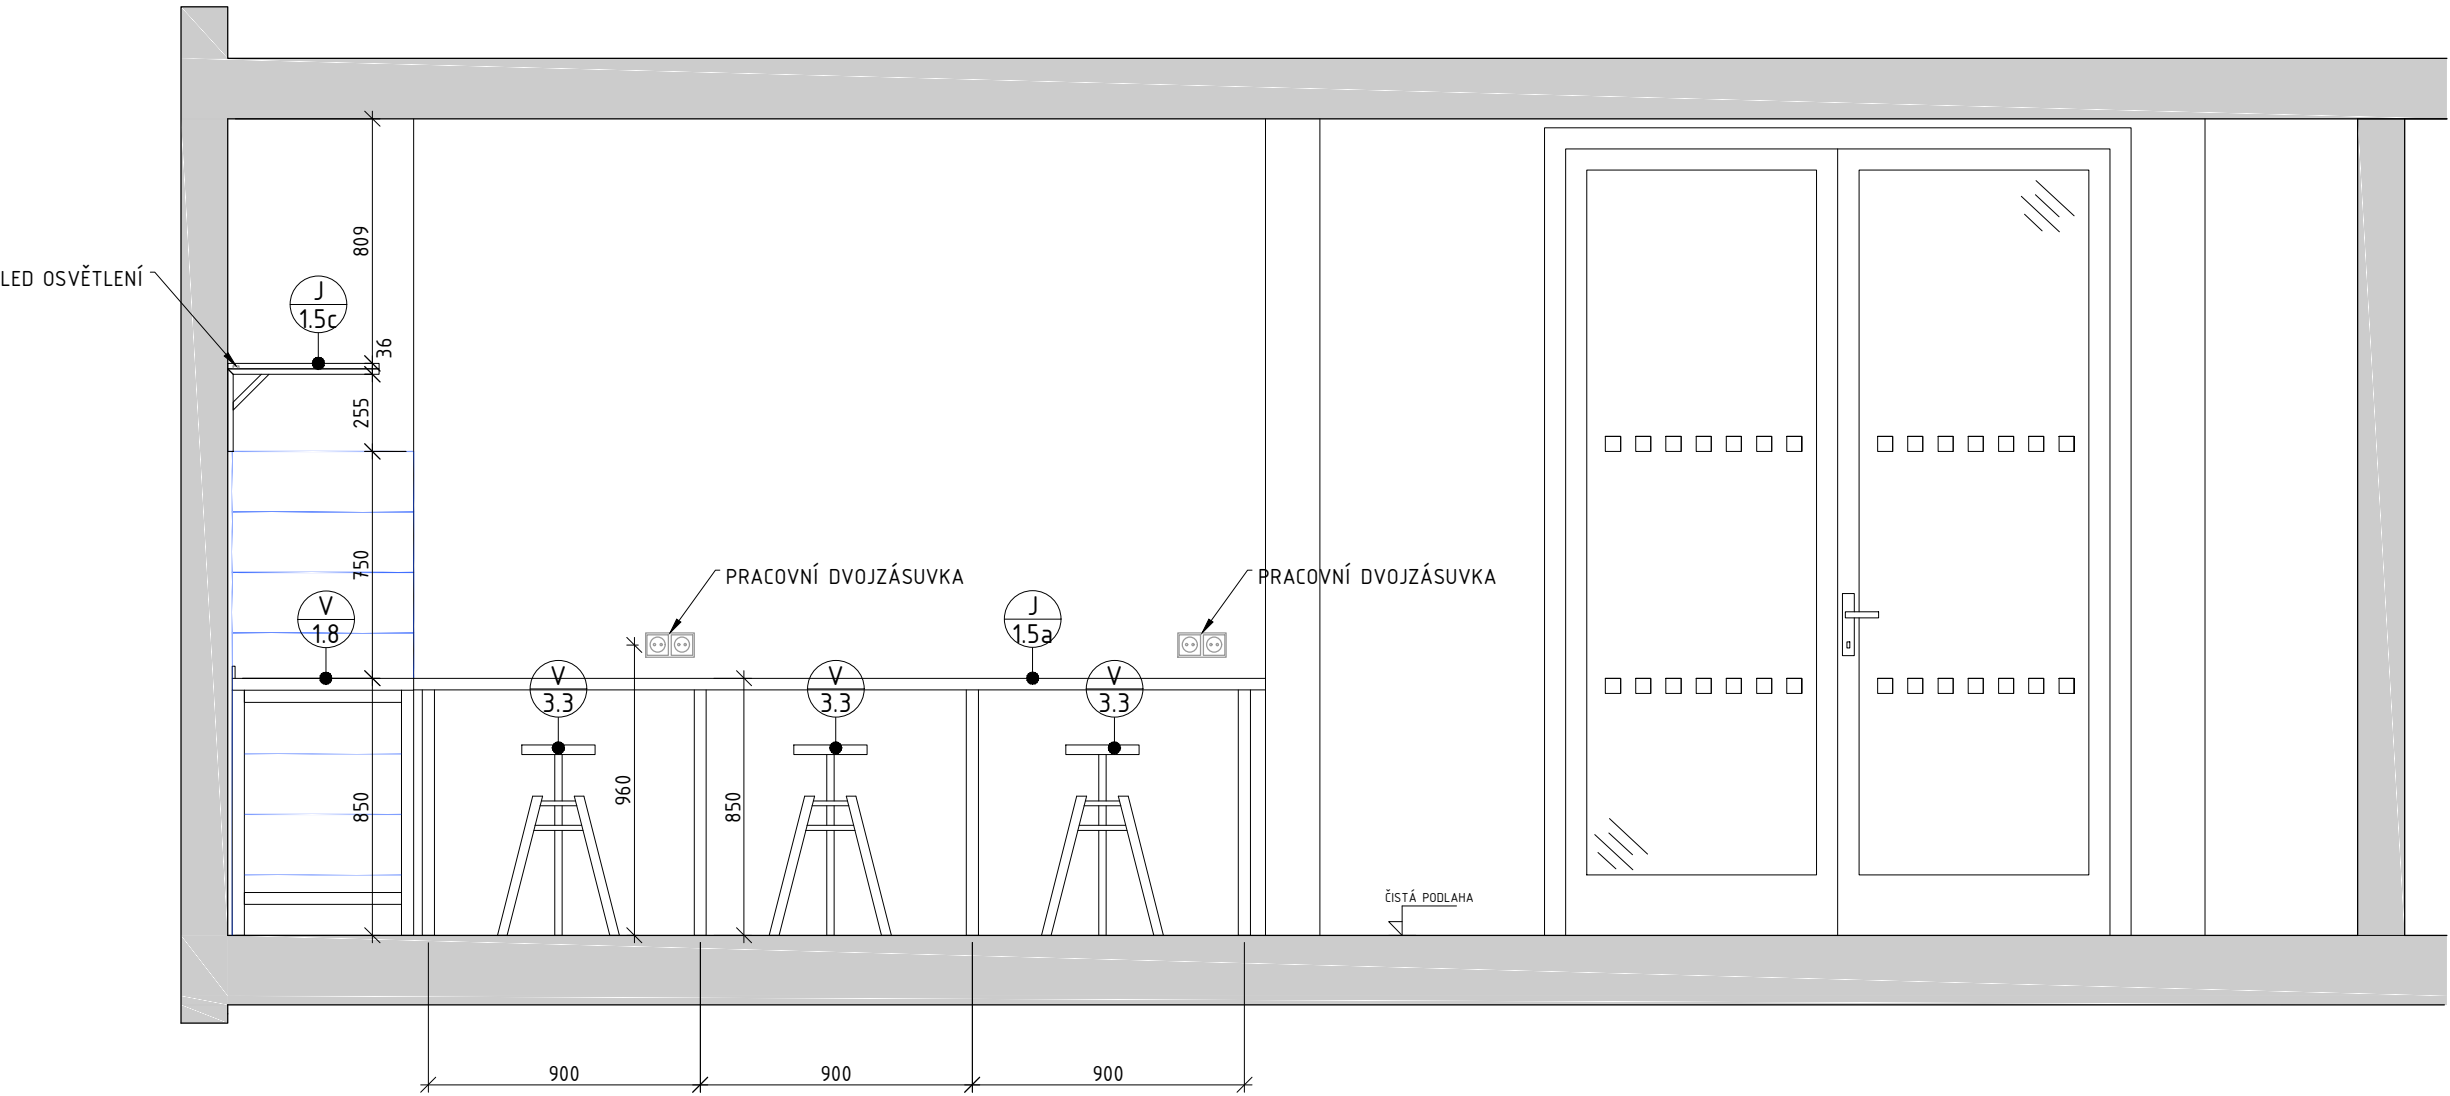 809
LED OSVĚTLENÍ
J
1.5c
36
255
750
PRACOVNÍ DVOJZÁSUVKA
PRACOVNÍ DVOJZÁSUVKA
V
1.8
J
1.5a
V
3.3
V
3.3
V
3.3
960
850
850
ČISTÁ PODLAHA
900
900
900